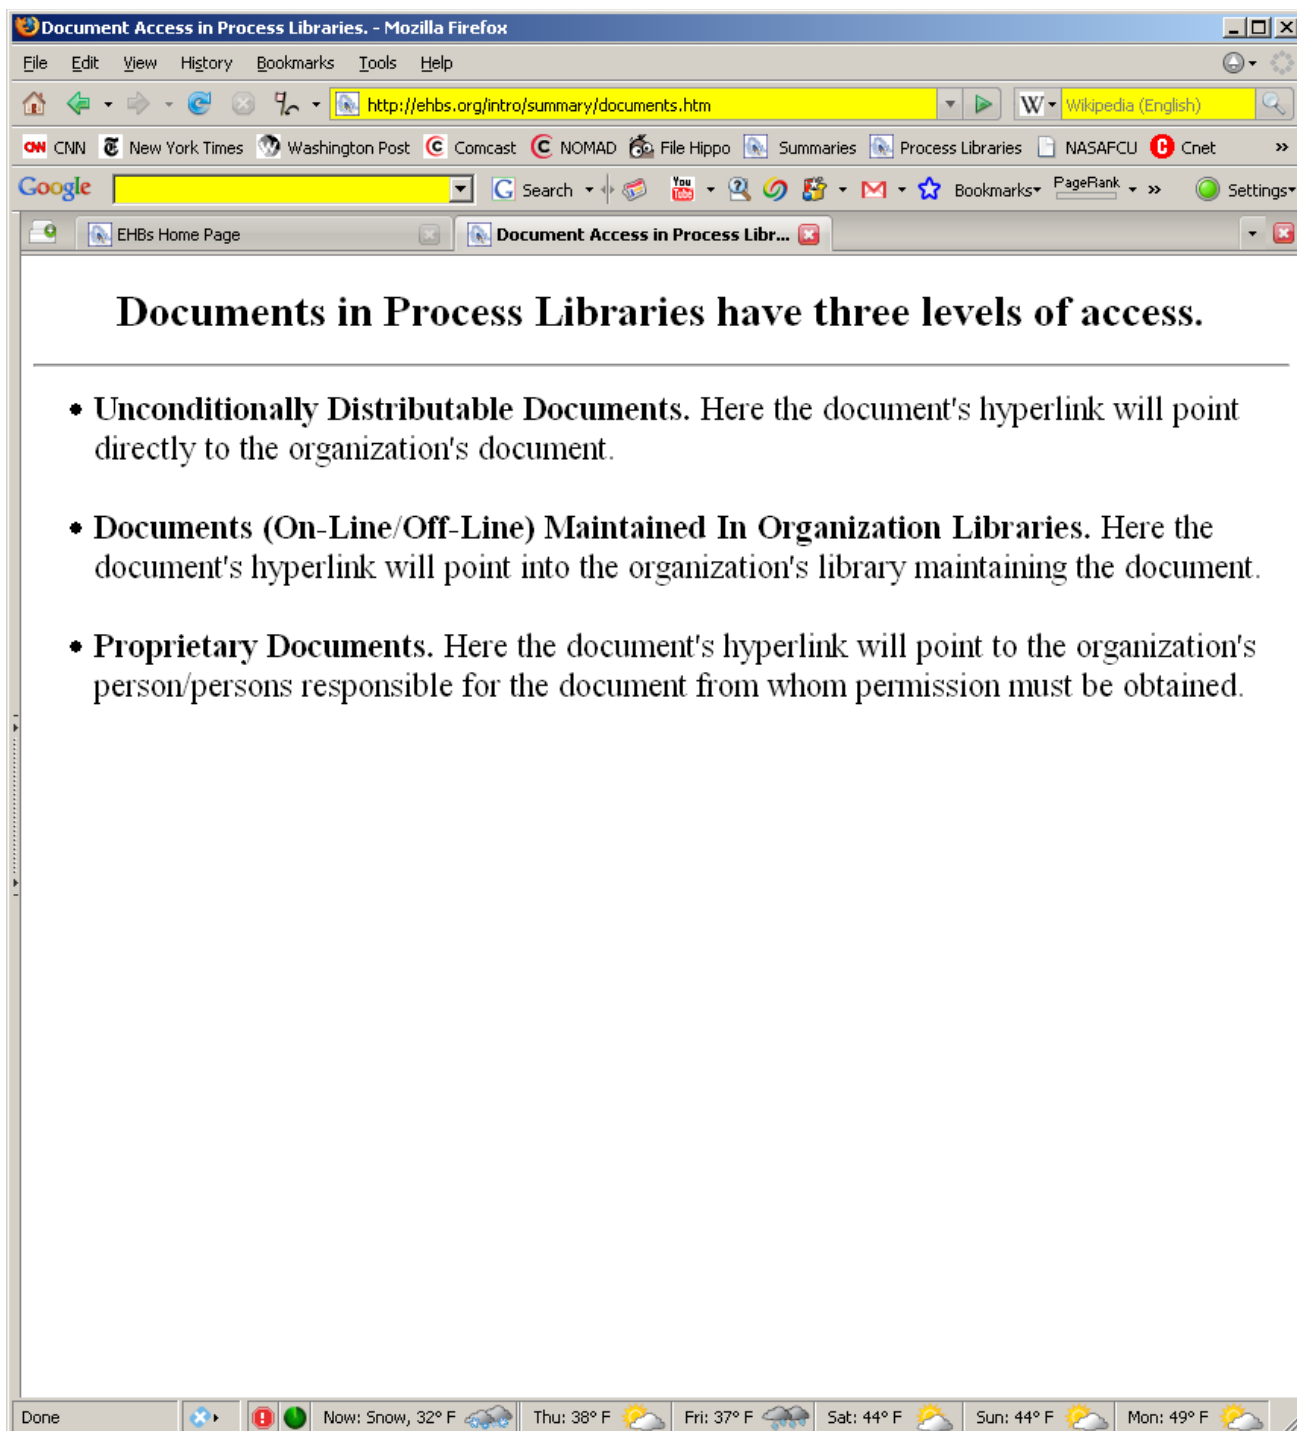 Document Access in Process Libraries. - Mozilla Firefox
File Edit View History Bookmarks Tools Help
http://ehbs.org/intro/summary/documents.htm W Wikipedia (English)
CNN CNN New York Times Washington Post Comcast NOMAD File Hippo Summaries Process Libraries NASAFCU Cnet »
Google G Search You Tube Bookmarks PageRank » Settings
EHBs Home Page Document Access in Process Libr...
Documents in Process Libraries have three levels of access.
• Unconditionally Distributable Documents. Here the document's hyperlink will point
directly to the organization's document.
• Documents (On-Line/Off-Line) Maintained In Organization Libraries. Here the
document's hyperlink will point into the organization's library maintaining the document.
• Proprietary Documents. Here the document's hyperlink will point to the organization's
person/persons responsible for the document from whom permission must be obtained.
Done Now: Snow, 32° F Thu: 38° F Fri: 37° F Sat: 44° F Sun: 44° F Mon: 49° F